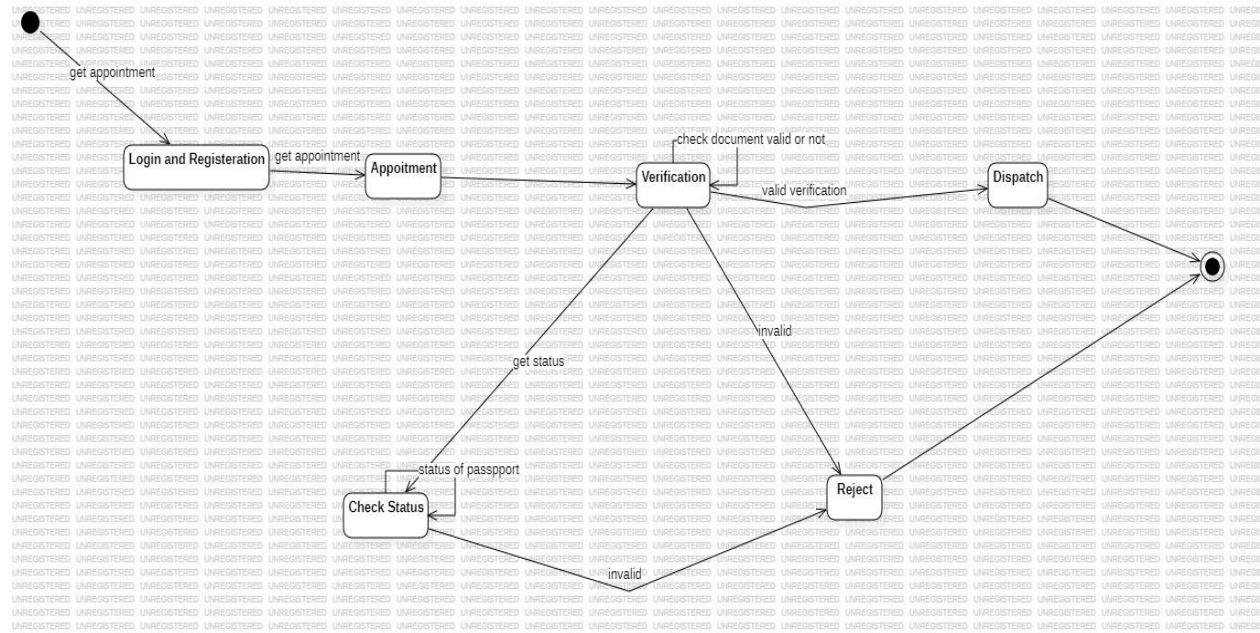 get appointment
check document valid or not
Login and Registeration
get appointment
Appoitment
Verification
valid verification
Dispatch
invalid
get status
status of passpport
Check Status
Reject
invalid
UNREGISTERED